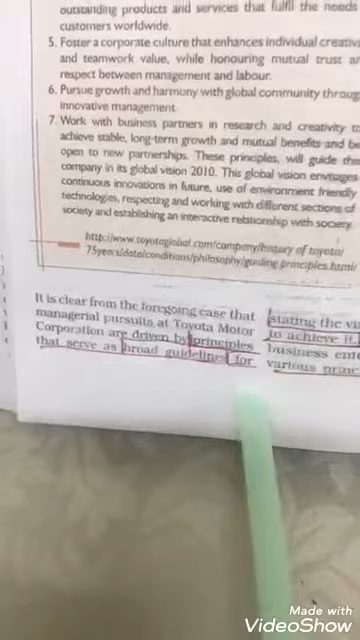 outstanding products and services that fulfil the needs
customers worldwide.
5. Foster a corporate culture that enhances individual creativ
and teamwork value, while honouring mutual trust an
respect between management and labour.
6. Pursue growth and harmony with global community throug
innovative management.
7. Work with business partners in research and creativity to
achieve stable, long-term growth and mutual benefits and be
open to new partnerships. These principles, will guide the
company in its global vision 2010. This global vision envisages
continuous innovations in future, use of environment friendly
technologies, respecting and working with different sections of
society and establishing an interactive relationship with society.
http://www.toyotaglobal.com/company/history of toyota/
75years/data/conditions/philosophy/guiding principles.html
It is clear from the foregoing case that
managerial pursuits at Toyota Motor
Corporation are driven by principles
that serve as broad guidelines for
stating the vi
to achieve it.
business ente
various princ
Made with
VideoShow